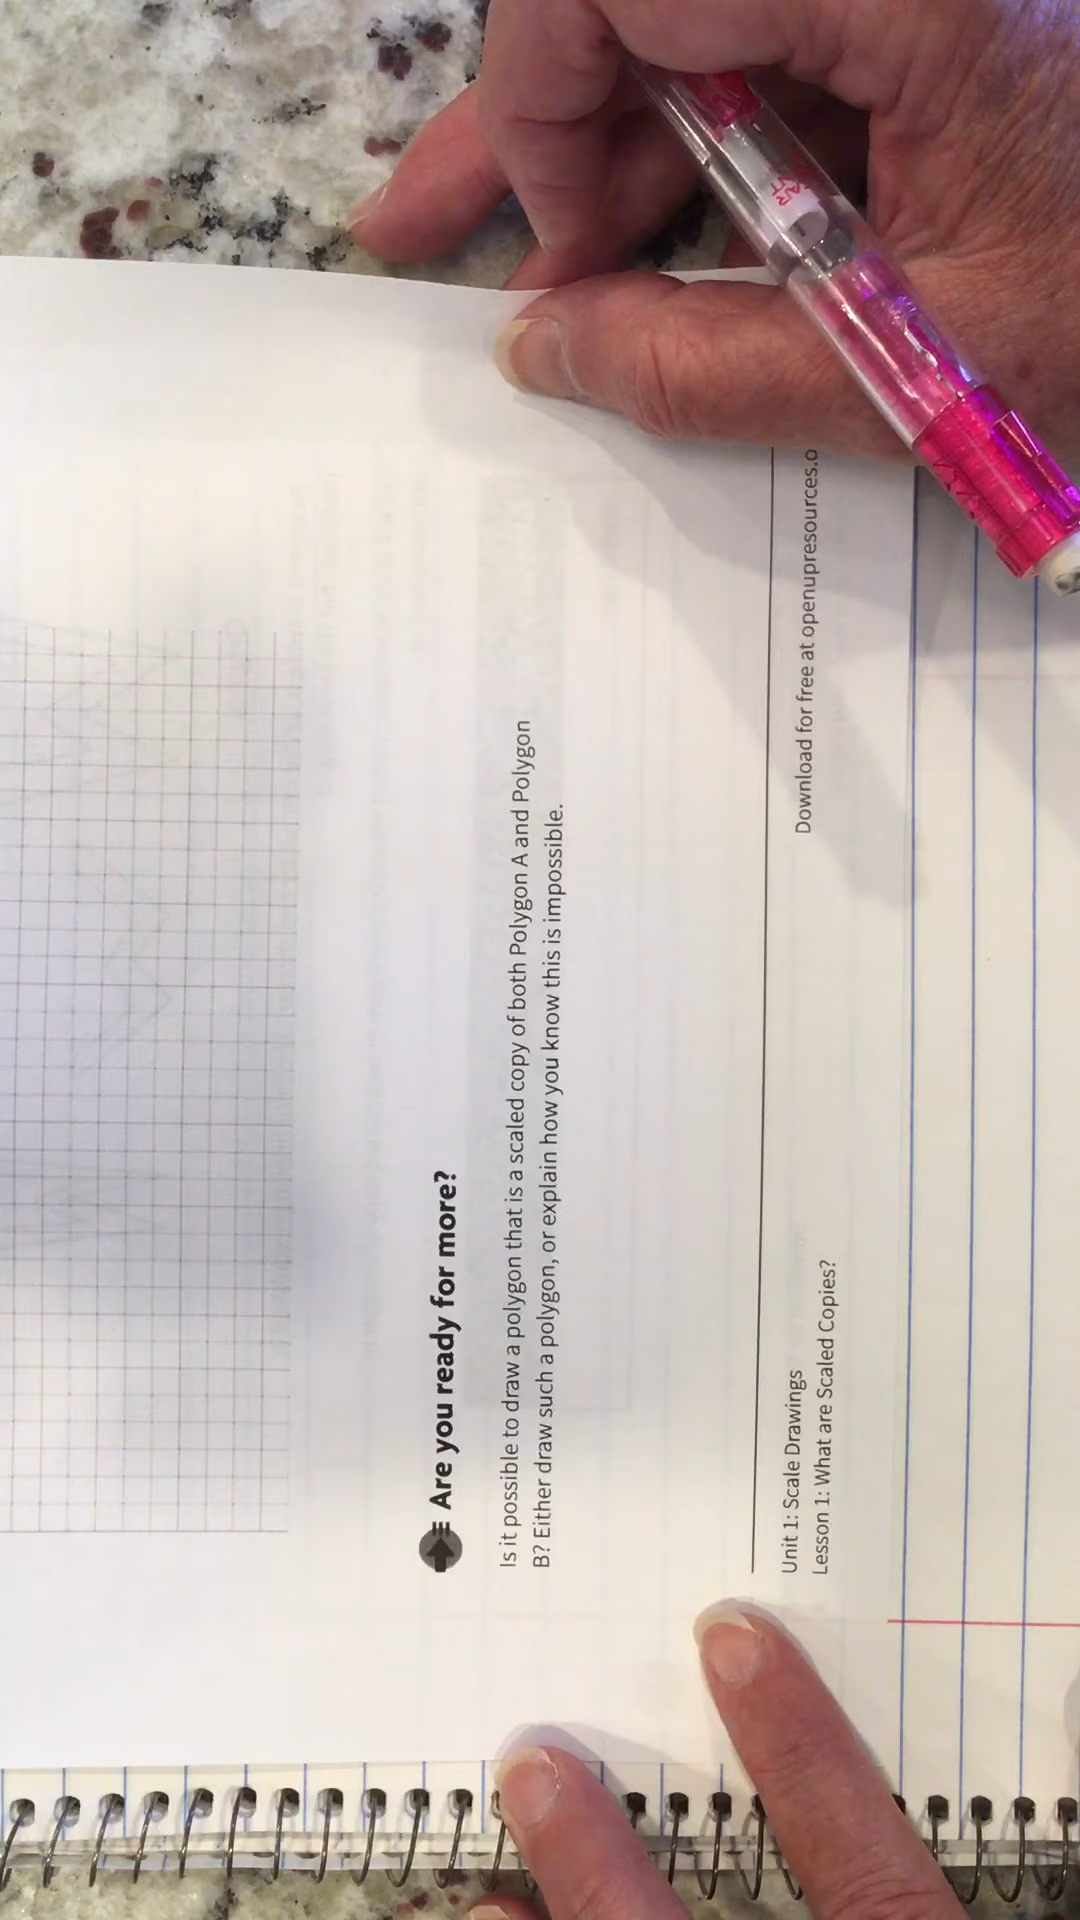 Are you ready for more?
Is it possible to draw a polygon that is a scaled copy of both Polygon A and Polygon
B? Either draw such a polygon, or explain how you know this is impossible.
Unit 1: Scale Drawings
Lesson 1: What are Scaled Copies?
Download for free at openupresources.o